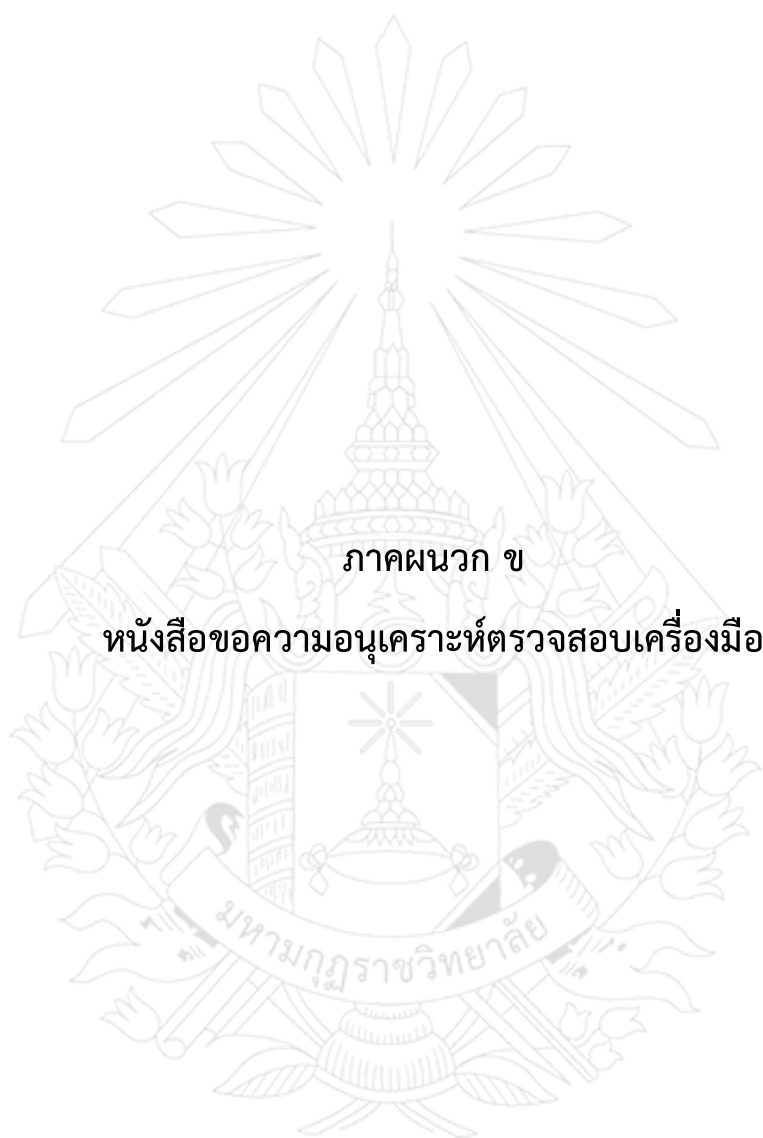 ภาคผนวก ข
หนังสือขอความอนุเคราะห์ตรวจสอบเครื่องมือ
มหามกุฏราชวิทยาลัย